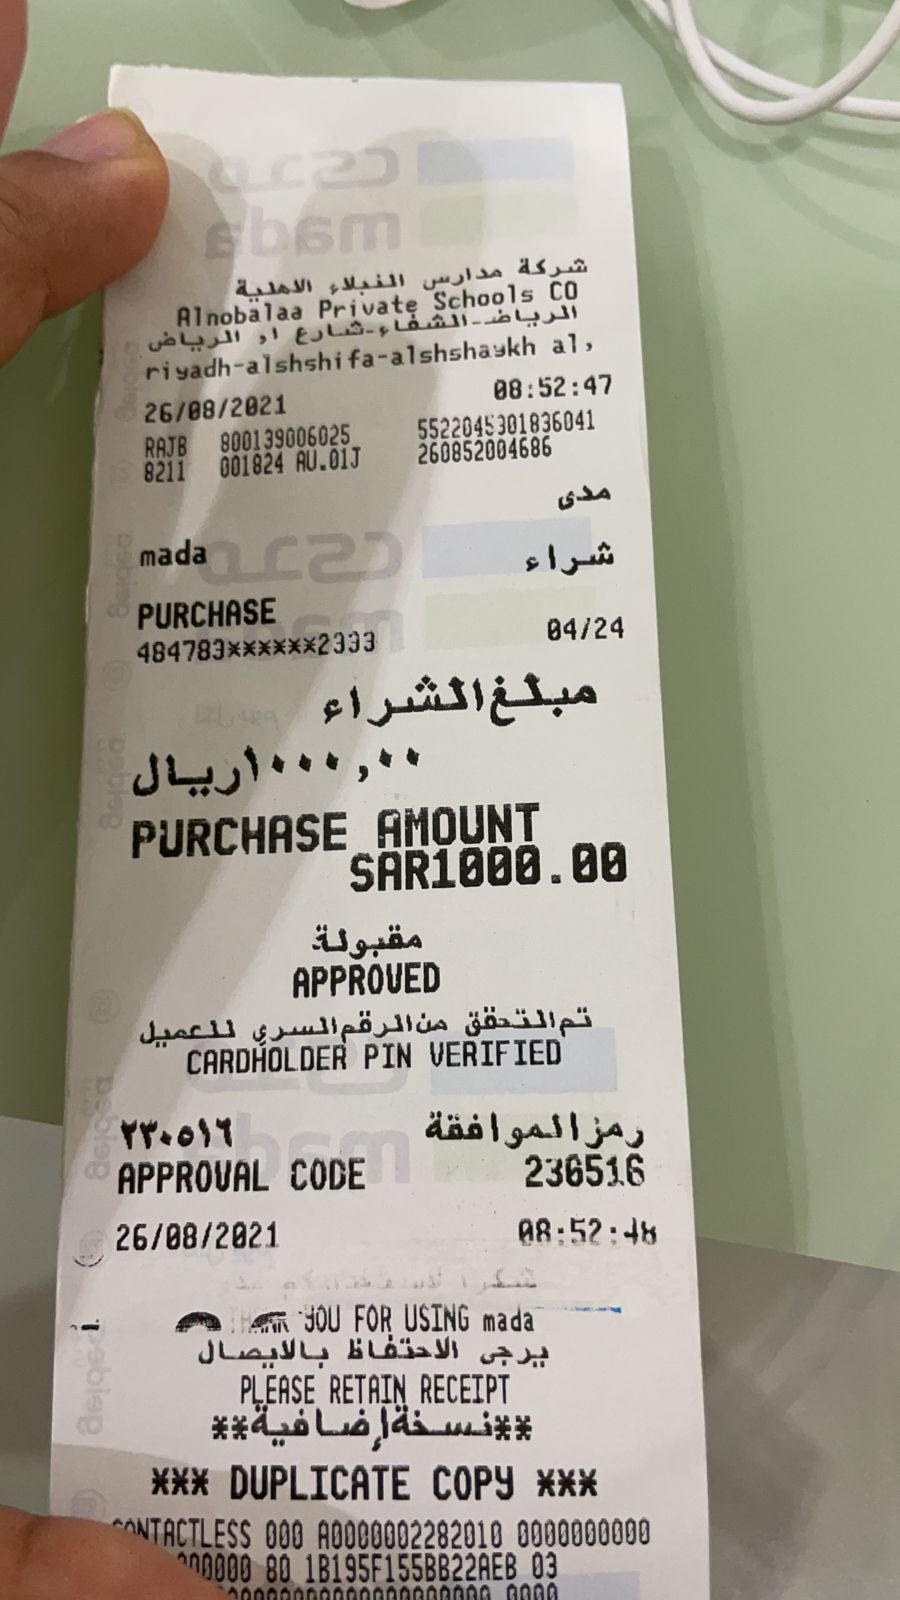 شركة مدارس النبلاء الاهلية
Alnobalaa Private Schools CO
الرياض-الشفاء-شارع ا, الرياض
riyadh-alshshifa-alshshaykh al,
26/08/2021 08:52:47
RAJB 800139006025 5522045301836041
8211 001824 AU.01J 260852004686
مدى
mada شراء
PURCHASE
484783******2333 04/24
مبلغ الشراء
١٠٠٠,٠٠ ريال
PURCHASE AMOUNT
SAR1000.00
مقبولة
APPROVED
تم التحقق من الرقم السري للعميل
CARDHOLDER PIN VERIFIED
رمز الموافقة
APPROVAL CODE
26/08/2021 08:52:48
YOU FOR USING mada
يرجى الاحتفاظ بالايصال
PLEASE RETAIN RECEIPT
**نسخة إضافية**
*** DUPLICATE COPY ***
CONTACTLESS 000 A0000002282010 0000000000
80 1B195F155BB22AEB 03